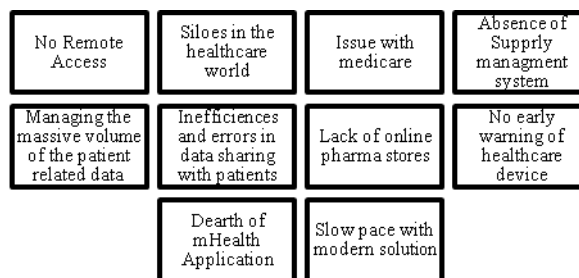 No Remote
Access
Siloes in the
healthcare
world
Issue with
medicare
Absence of
Supprly
managment
system
Managing the
massive volume
of the patient
related data
Inefficiences
and errors in
data sharing
with patients
Lack of online
pharma stores
No early
warning of
healthcare
device
Dearth of
mHealth
Application
Slow pace with
modern solution